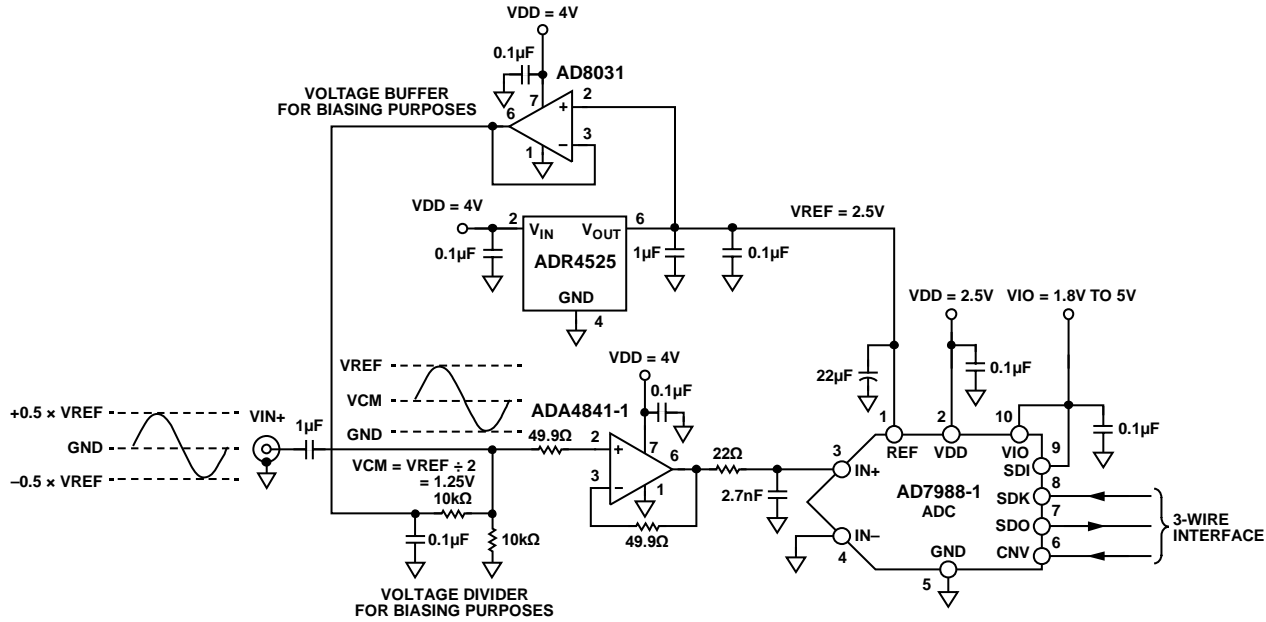 VDD = 4V
0.1µF
AD8031
VOLTAGE BUFFER
FOR BIASING PURPOSES
6
7
2
+
3
−
1
VDD = 4V
2
VIN
VOUT
6
ADR4525
GND
4
0.1µF
1µF
0.1µF
VREF = 2.5V
VDD = 2.5V
VIO = 1.8V TO 5V
22µF
0.1µF
0.1µF
+0.5 × VREF
GND
−0.5 × VREF
VIN+
1µF
VREF
VCM
GND
VCM = VREF ÷ 2
= 1.25V
10kΩ
0.1µF
10kΩ
VOLTAGE DIVIDER
FOR BIASING PURPOSES
VDD = 4V
0.1µF
ADA4841-1
49.9Ω
2
+
7
6
3
−
1
49.9Ω
22Ω
2.7nF
1
REF
2
VDD
10
VIO
3
IN+
AD7988-1
ADC
IN−
4
GND
5
9
SDI
8
SDK
7
SDO
6
CNV
3-WIRE
INTERFACE